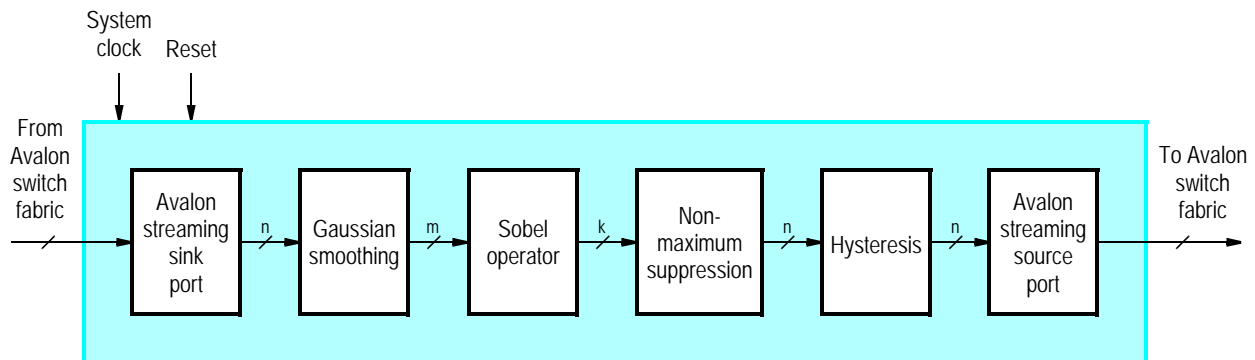 System
clock
Reset
From
Avalon
switch
fabric
Avalon
streaming
sink
port
n
Gaussian
smoothing
m
Sobel
operator
k
Non-
maximum
suppression
n
Hysteresis
n
Avalon
streaming
source
port
To Avalon
switch
fabric